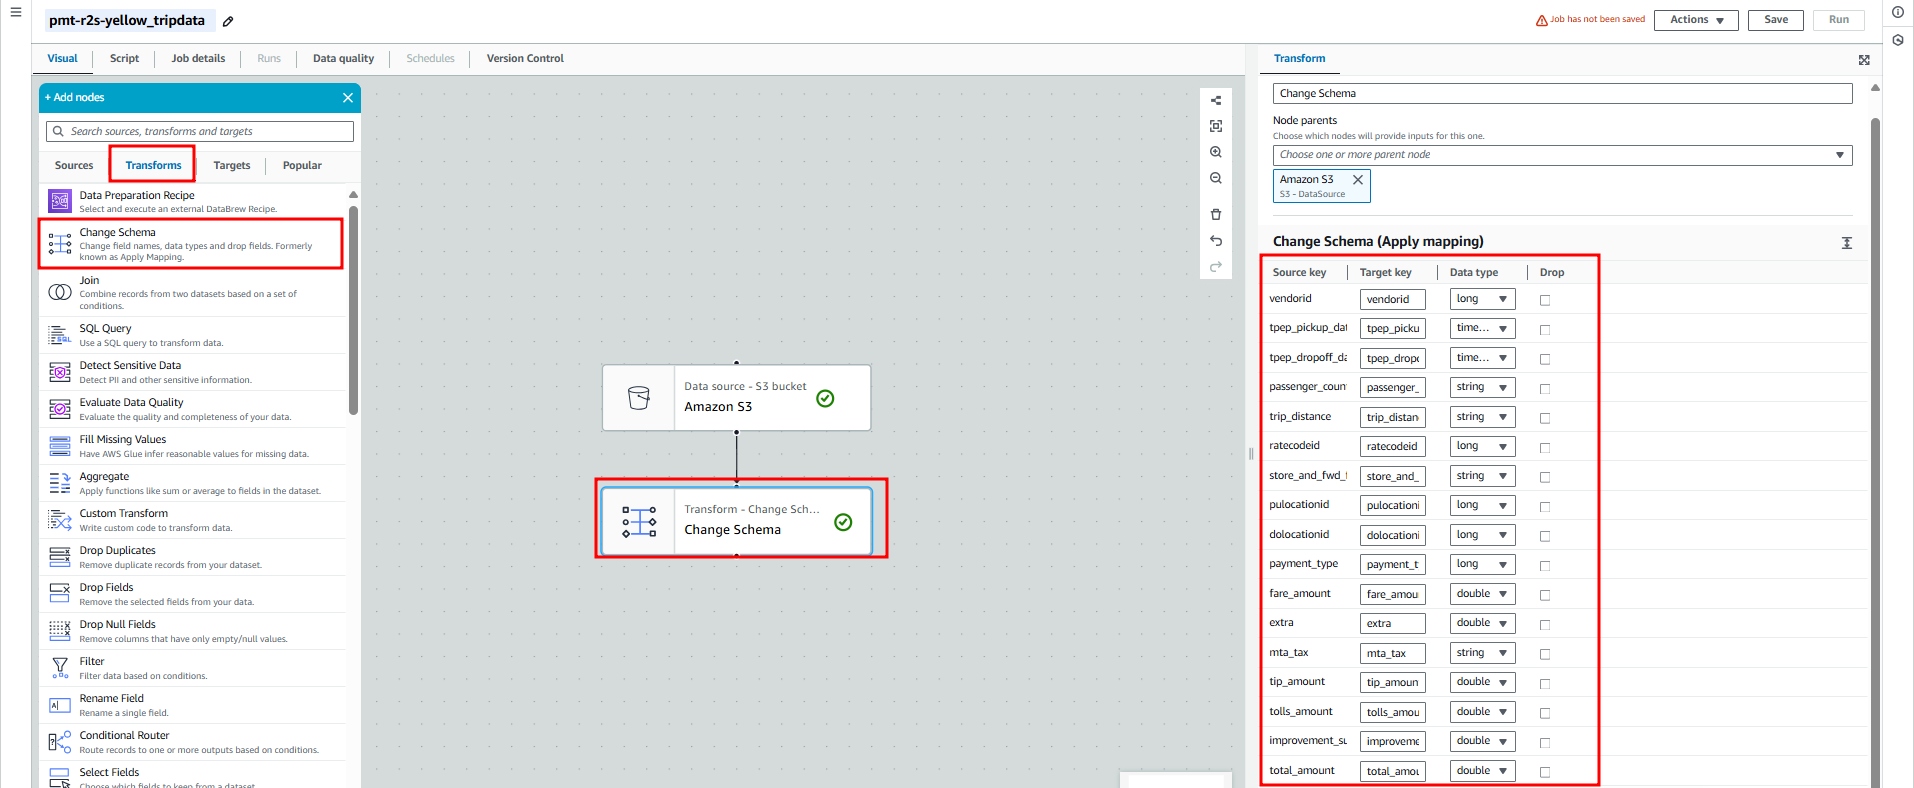 pmt-r2s-yellow_tripdata
Job has not been saved
Actions
Save
Run
Visual
Script
Job details
Runs
Data quality
Schedules
Version Control
+ Add nodes
Search sources, transforms and targets
Sources
Transforms
Targets
Popular
Data Preparation Recipe
Select and execute an external DataBrew Recipe.
Change Schema
Change field names, data types and drop fields. Formerly
known as Apply Mapping.
Join
Combine records from two datasets based on a set of
conditions.
SQL Query
Use a SQL query to transform data.
Detect Sensitive Data
Detect PII and other sensitive information.
Evaluate Data Quality
Evaluate the quality and completeness of your data.
Fill Missing Values
Have AWS Glue infer reasonable values for missing data.
Aggregate
Apply functions like sum or average to fields in the dataset.
Custom Transform
Write custom code to transform data.
Drop Duplicates
Remove duplicate records from your dataset.
Drop Fields
Remove the selected fields from your data.
Drop Null Fields
Remove columns that have only empty/null values.
Filter
Filter data based on conditions.
Rename Field
Rename a single field.
Conditional Router
Route records to one or more outputs based on conditions.
Select Fields
Choose which fields to keep from a dataset
Data source - S3 bucket
Amazon S3
Transform - Change Sch...
Change Schema
Transform
Change Schema
Node parents
Choose which nodes will provide inputs for this one.
Choose one or more parent node
Amazon S3
S3 - DataSource
Change Schema (Apply mapping)
Source key Target key Data type Drop
vendorid vendorid long
tpep_pickup_dat tpep_picku time...
tpep_dropoff_da tpep_dropo time...
passenger_coun passenger_ string
trip_distance trip_distan string
ratecodeid ratecodeid long
store_and_fwd_f store_and_ string
pulocationid pulocationi long
dolocationid dolocationi long
payment_type payment_t long
fare_amount fare_amou double
extra extra double
mta_tax mta_tax string
tip_amount tip_amoun double
tolls_amount tolls_amou double
improvement_su improveme double
total_amount total_amou double